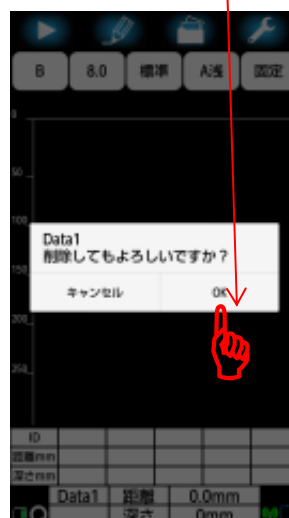 B 8.0 標準 A浅 固定
0
50
100
Data1
削除してもよろしいですか？
150
キャンセル OK
200
250
ID
距離mm
深さmm
Data1 距離 0.0mm
深さ 0mm